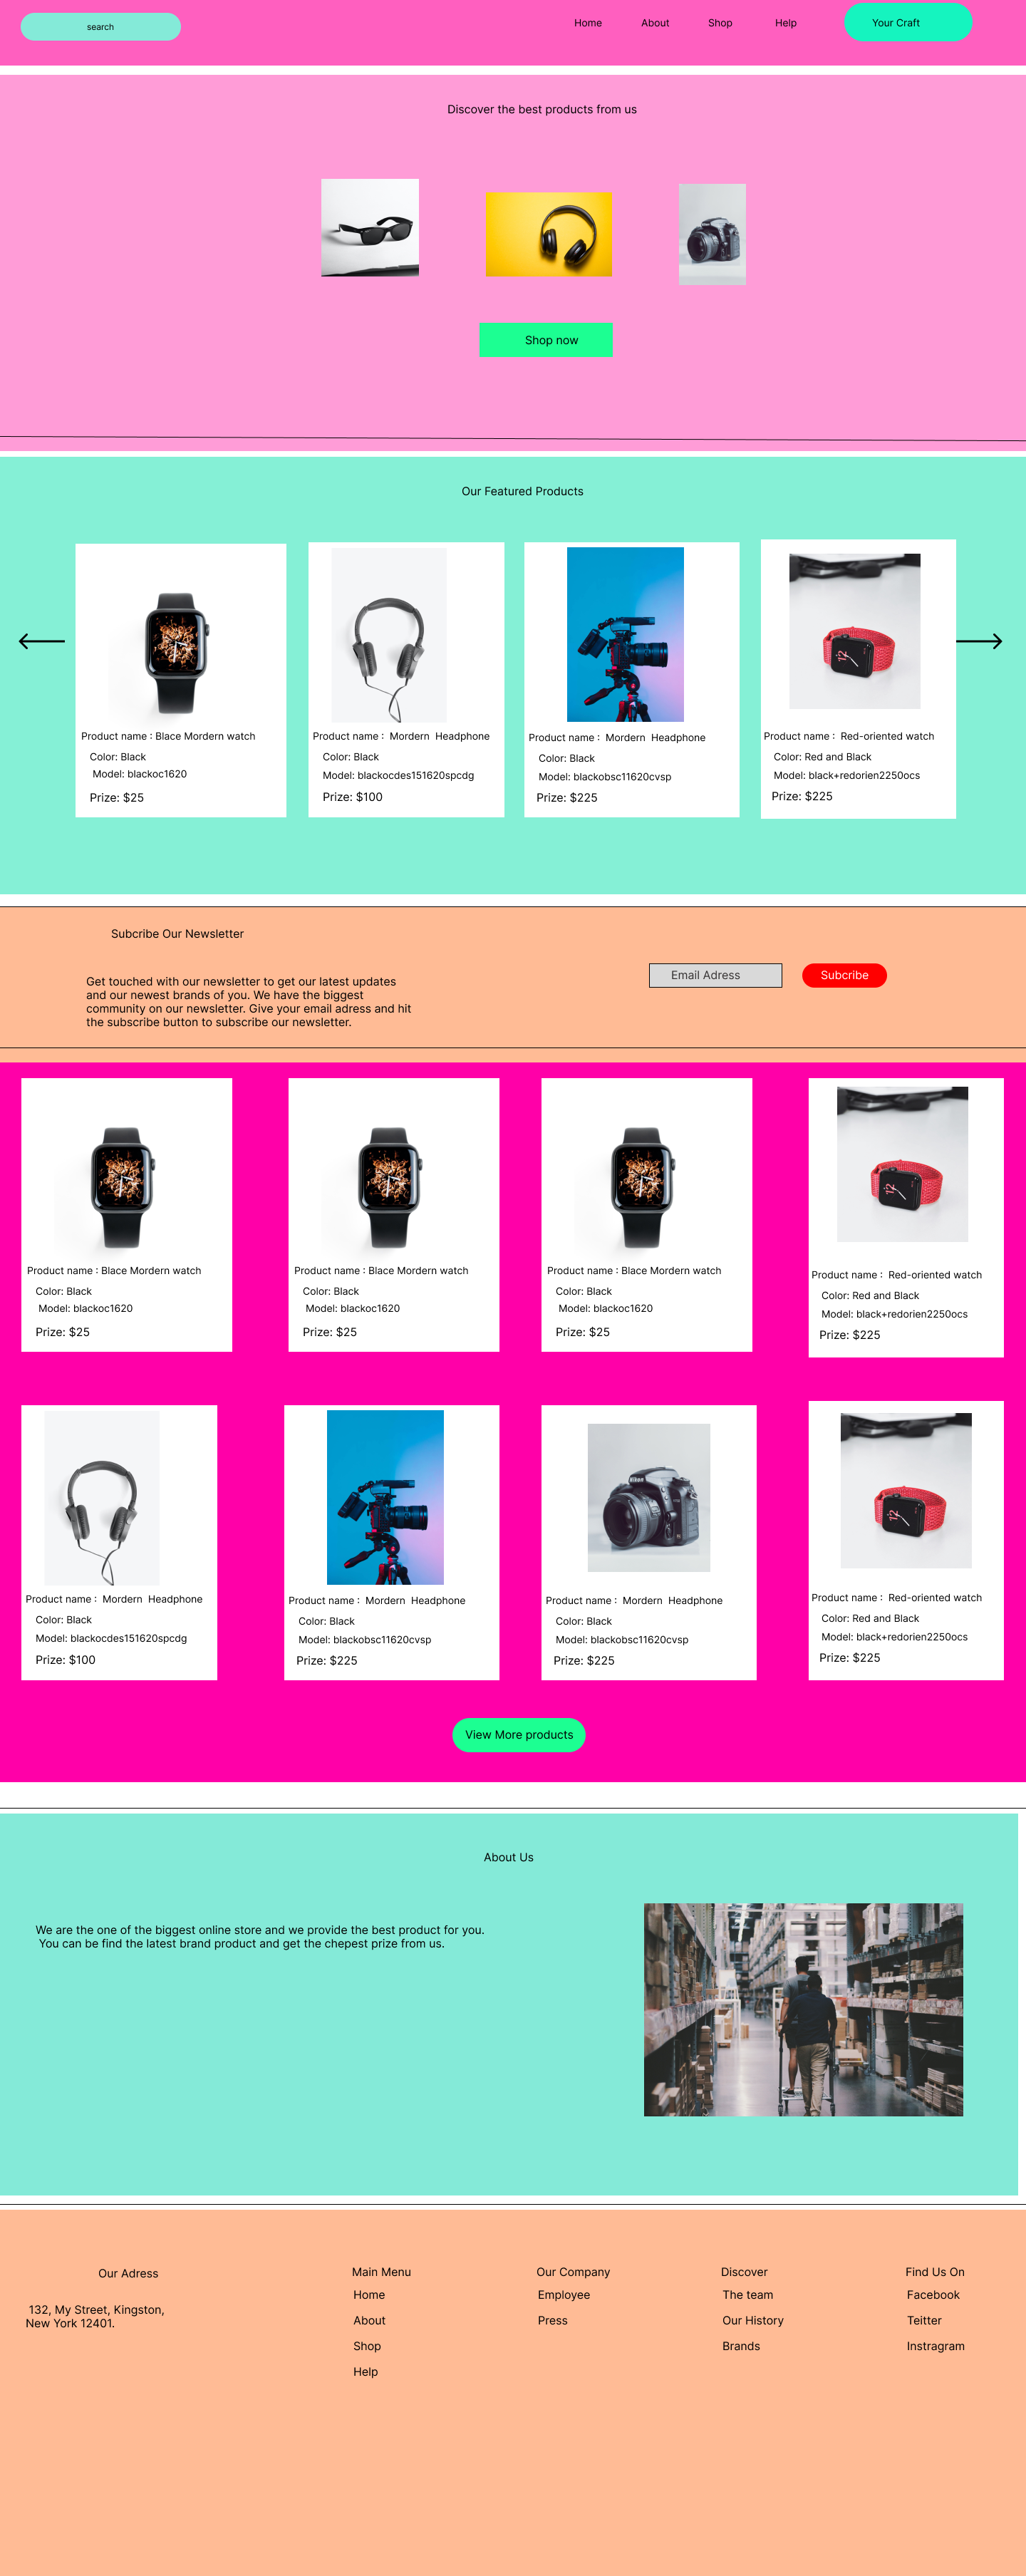 search
Home
About
Shop
Help
Your Craft
Discover the best products from us
Shop now
Our Featured Products
Product name : Blace Mordern watch
Color: Black
Model: blackoc1620
Prize: $25
Product name :  Mordern  Headphone
Color: Black
Model: blackocdes151620spcdg
Prize: $100
Product name :  Mordern  Headphone
Color: Black
Model: blackobsc11620cvsp
Prize: $225
Product name :  Red-oriented watch
Color: Red and Black
Model: black+redorien2250ocs
Prize: $225
Subcribe Our Newsletter
Get touched with our newsletter to get our latest updates
and our newest brands of you. We have the biggest
community on our newsletter. Give your email adress and hit
the subscribe button to subscribe our newsletter.
Email Adress
Subcribe
Product name : Blace Mordern watch
Color: Black
Model: blackoc1620
Prize: $25
Product name : Blace Mordern watch
Color: Black
Model: blackoc1620
Prize: $25
Product name : Blace Mordern watch
Color: Black
Model: blackoc1620
Prize: $25
12
Product name :  Red-oriented watch
Color: Red and Black
Model: black+redorien2250ocs
Prize: $225
Product name :  Mordern  Headphone
Color: Black
Model: blackocdes151620spcdg
Prize: $100
Product name :  Mordern  Headphone
Color: Black
Model: blackobsc11620cvsp
Prize: $225
Nikon
Product name :  Mordern  Headphone
Color: Black
Model: blackobsc11620cvsp
Prize: $225
12
Product name :  Red-oriented watch
Color: Red and Black
Model: black+redorien2250ocs
Prize: $225
View More products
About Us
We are the one of the biggest online store and we provide the best product for you.
You can be find the latest brand product and get the chepest prize from us.
Our Adress
132, My Street, Kingston,
New York 12401.
Main Menu
Home
About
Shop
Help
Our Company
Employee
Press
Discover
The team
Our History
Brands
Find Us On
Facebook
Teitter
Instragram